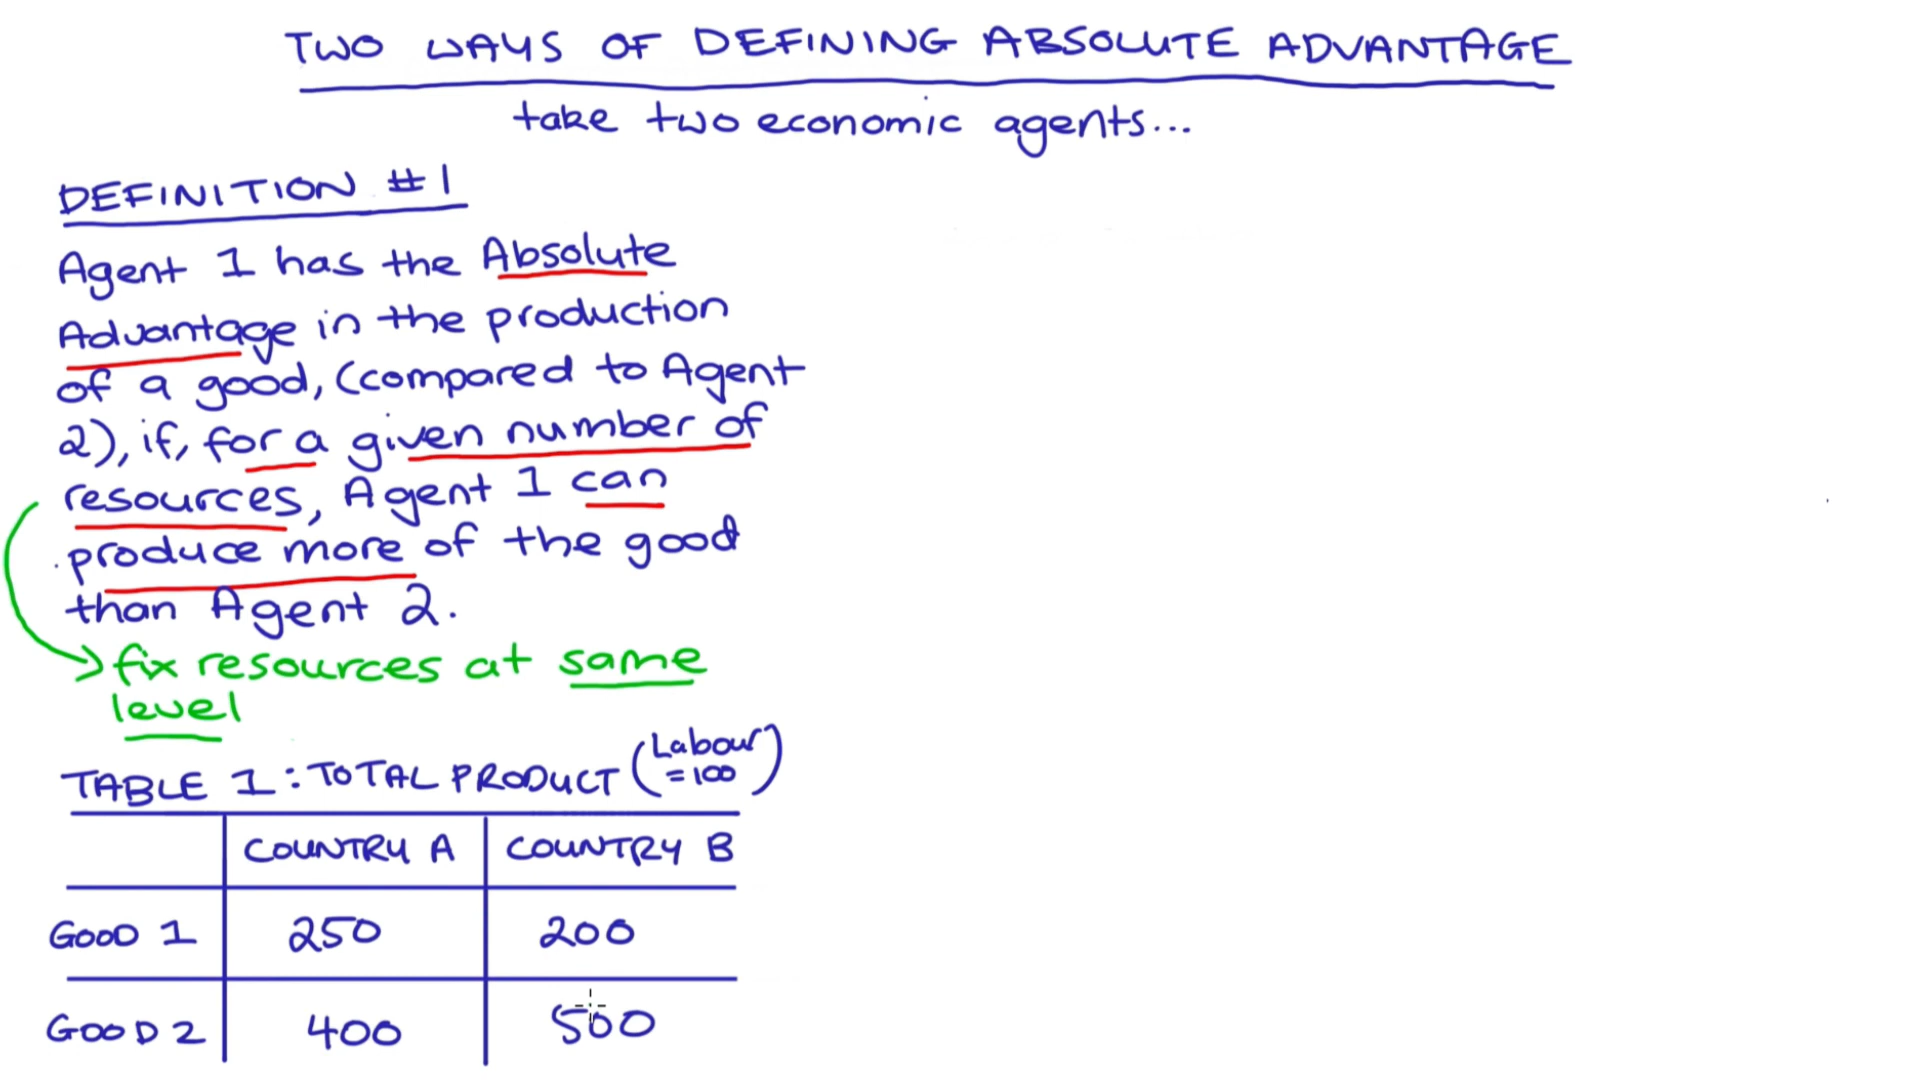 TWO WAYS OF DEFINING ABSOLUTE ADVANTAGE
take two economic agents...
DEFINITION #1
Agent 1 has the Absolute
Advantage in the production
of a good, (compared to Agent
2), if, for a given number of
resources, Agent 1 can
produce more of the good
than Agent 2.
fix resources at same
level
TABLE 1: TOTAL PRODUCT (Labour = 100)
COUNTRY A COUNTRY B
GOOD 1 250 200
GOOD 2 400 500